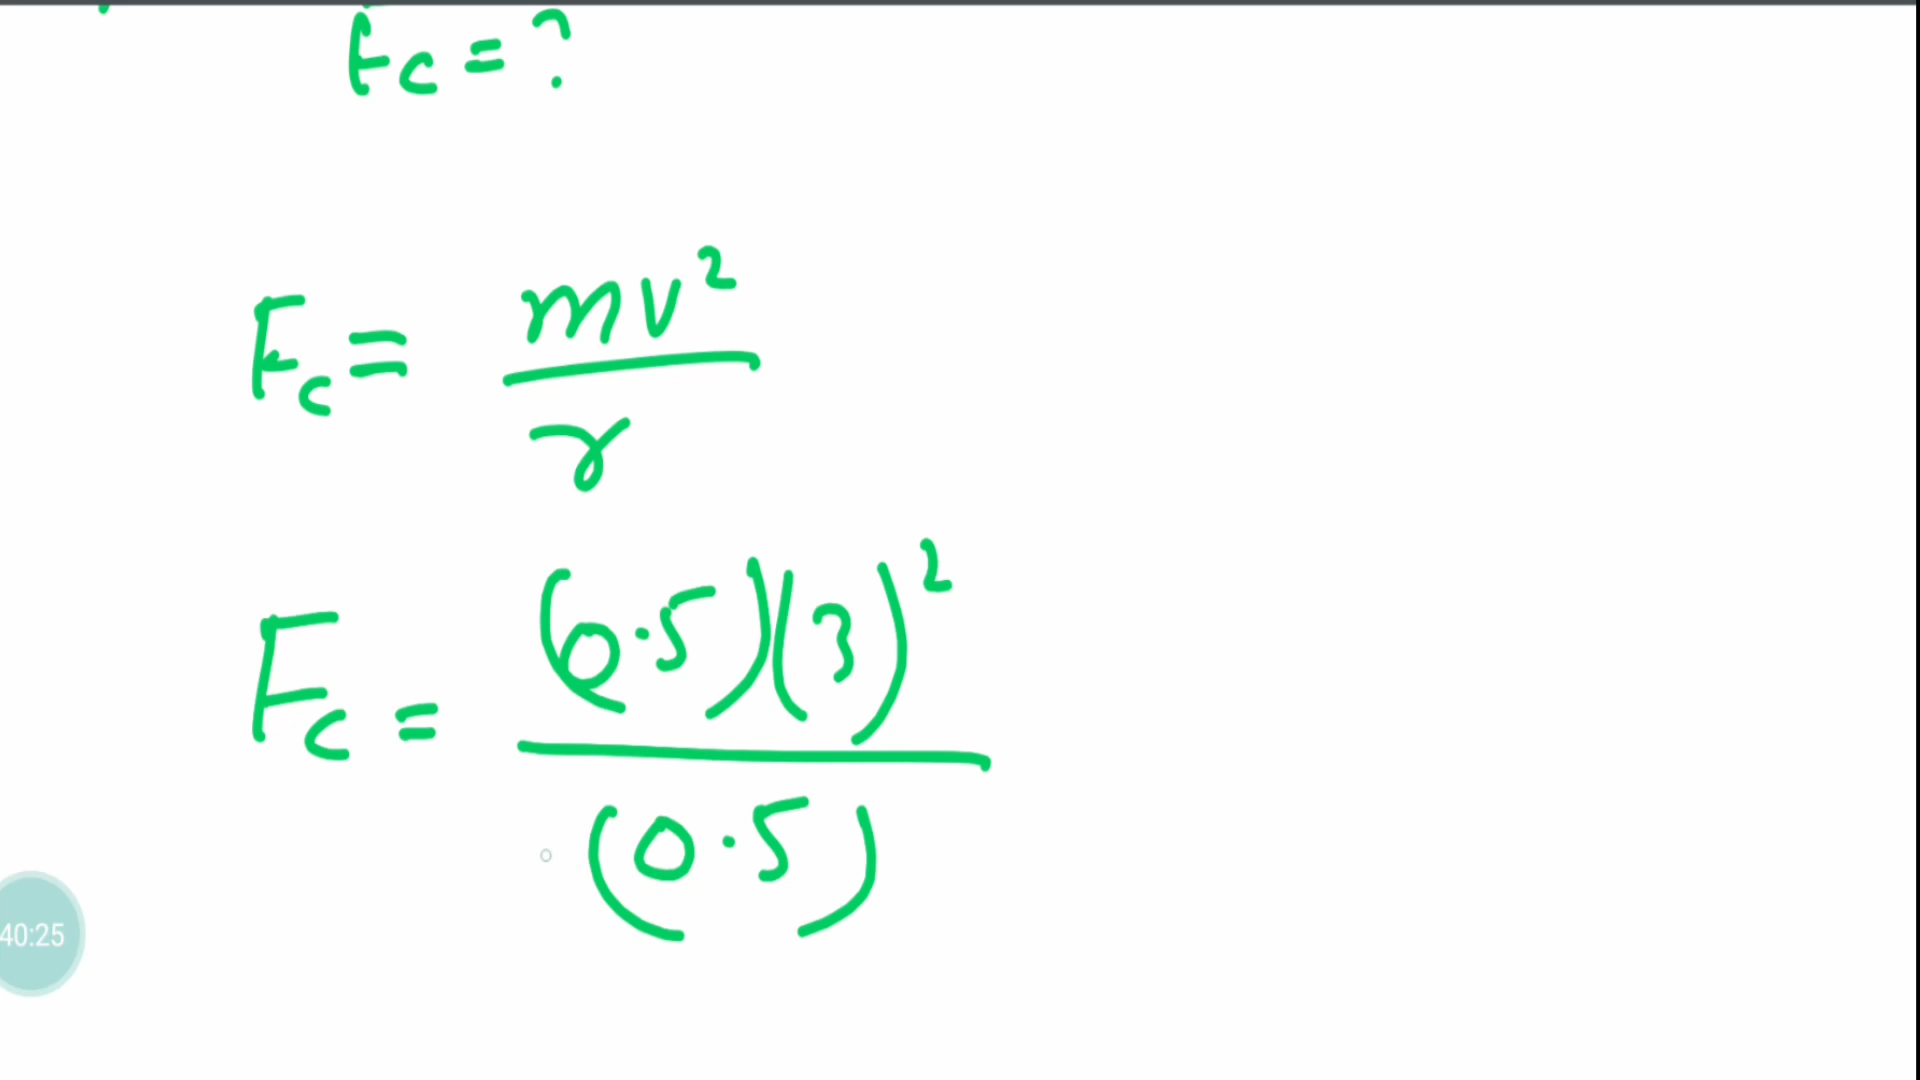 Fc = ?
Fc = mv²
r
Fc = (0.5)(3)²
(0.5)
40:25